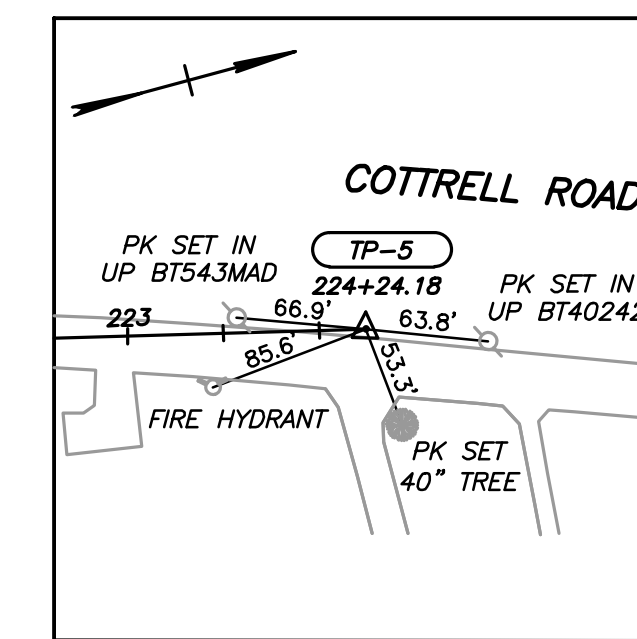 COTTRELL ROAD
PK SET IN
UP BT543MAD
TP-5
224+24.18
PK SET IN
UP BT40242
223
66.9'
63.8'
85.6'
53.3'
FIRE HYDRANT
PK SET
40" TREE